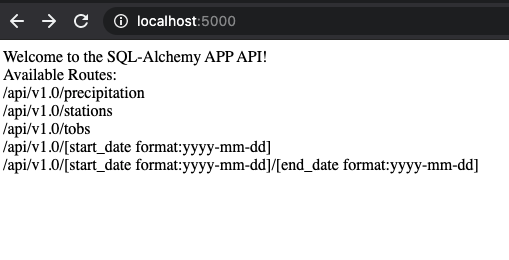 localhost:5000
Welcome to the SQL-Alchemy APP API!
Available Routes:
/api/v1.0/precipitation
/api/v1.0/stations
/api/v1.0/tobs
/api/v1.0/[start_date format:yyyy-mm-dd]
/api/v1.0/[start_date format:yyyy-mm-dd]/[end_date format:yyyy-mm-dd]